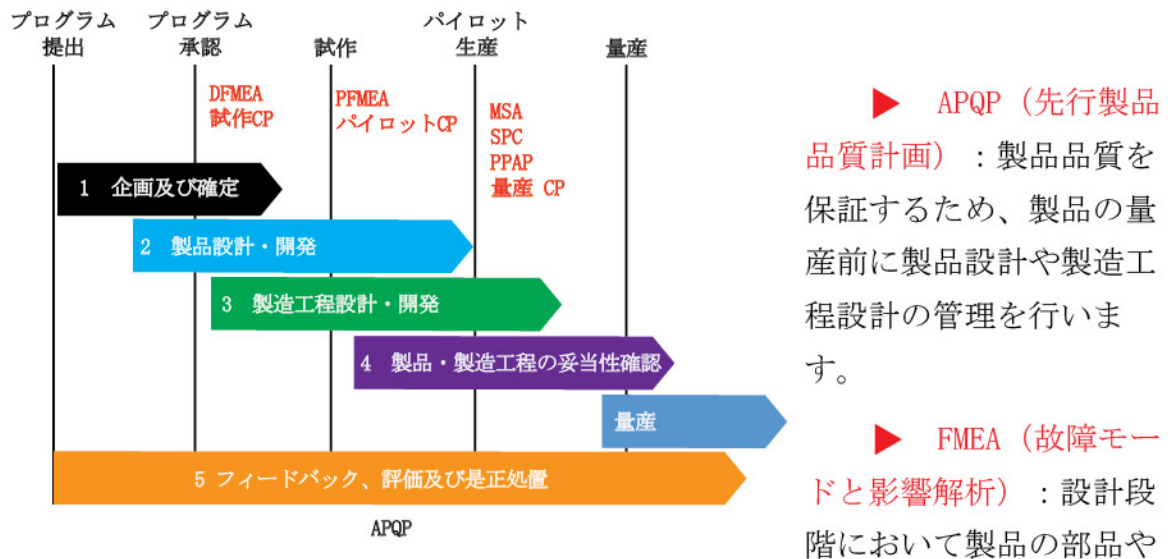 プログラム
提出
プログラム
承認
試作
パイロット
生産
量産
DFMEA
試作CP
PFMEA
パイロットCP
MSA
SPC
PPAP
量産 CP
1 企画及び確定
2 製品設計・開発
3 製造工程設計・開発
4 製品・製造工程の妥当性確認
量産
5 フィードバック、評価及び是正処置
APQP
▶ APQP（先行製品
品質計画）：製品品質を
保証するため、製品の量
産前に製品設計や製造工
程設計の管理を行いま
す。
▶ FMEA（故障モー
ドと影響解析）：設計段
階において製品の部品や